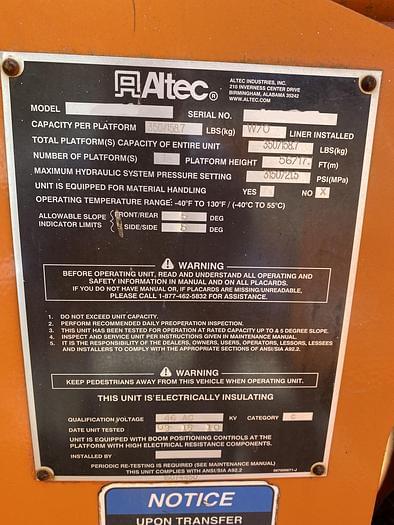 Altec®
ALTEC INDUSTRIES, INC.
210 INVERNESS CENTER DRIVE
BIRMINGHAM, ALABAMA 35242
WWW.ALTEC.COM
MODEL SERIAL NO.
CAPACITY PER PLATFORM 350/158.7 LBS(kg) W/O LINER INSTALLED
TOTAL PLATFORM(S) CAPACITY OF ENTIRE UNIT 350/158.7 LBS(kg)
NUMBER OF PLATFORM(S) PLATFORM HEIGHT 56/17. FT(m)
MAXIMUM HYDRAULIC SYSTEM PRESSURE SETTING 3150/21.5 PSI(MPa)
UNIT IS EQUIPPED FOR MATERIAL HANDLING YES NO X
OPERATING TEMPERATURE RANGE: -40°F TO 130°F / (-40°C TO 55°C)
ALLOWABLE SLOPE FRONT/REAR 5 DEG
INDICATOR LIMITS SIDE/SIDE 5 DEG
WARNING
BEFORE OPERATING UNIT, READ AND UNDERSTAND ALL OPERATING AND
SAFETY INFORMATION IN MANUAL AND ON ALL PLACARDS.
IF YOU DO NOT HAVE MANUAL OR, IF PLACARDS ARE MISSING/UNREADABLE,
PLEASE CALL 1-877-462-5832 FOR ASSISTANCE.
1. DO NOT EXCEED UNIT CAPACITY.
2. PERFORM RECOMMENDED DAILY PREOPERATION INSPECTION.
3. THIS UNIT HAS BEEN TESTED FOR OPERATION AT RATED CAPACITY UP TO A 5 DEGREE SLOPE.
4. INSPECT AND SERVICE UNIT PER INSTRUCTIONS GIVEN IN MAINTENANCE MANUAL.
5. IT IS THE RESPONSIBILITY OF THE DEALERS, OWNERS, USERS, OPERATORS, LESSORS, LESSEES
AND INSTALLERS TO COMPLY WITH THE APPROPRIATE SECTIONS OF ANSI/SIA A92.2.
WARNING
KEEP PEDESTRIANS AWAY FROM THIS VEHICLE WHEN OPERATING UNIT.
THIS UNIT IS ELECTRICALLY INSULATING
QUALIFICATION VOLTAGE 46 AC KV CATEGORY C
DATE UNIT TESTED 09 15 10
UNIT IS EQUIPPED WITH BOOM POSITIONING CONTROLS AT THE
PLATFORM WITH HIGH ELECTRICAL RESISTANCE COMPONENTS.
INSTALLED BY
PERIODIC RE-TESTING IS REQUIRED (SEE MAINTENANCE MANUAL)
THIS UNIT COMPLIES WITH ANSI/SIA A92.2
NOTICE
UPON TRANSFER